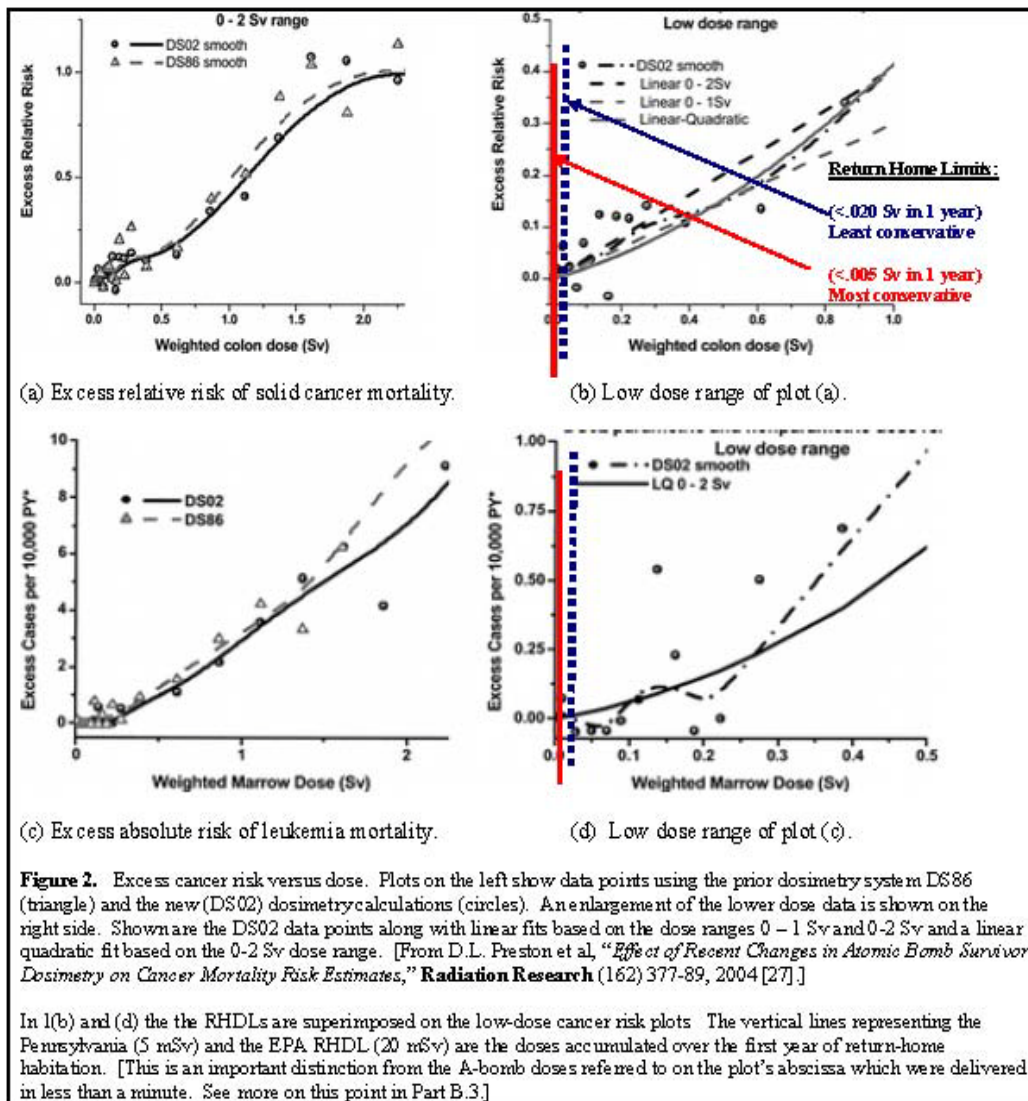 0 - 2 Sv range
DS02 smooth
DS86 smooth
Excess Relative Risk
1.0
0.5
0.0
0.0 0.5 1.0 1.5 2.0
Weighted colon dose (Sv)
(a) Excess relative risk of solid cancer mortality.
Low dose range
DS02 smooth
Linear 0 - 2Sv
Linear 0 - 1Sv
Linear-Quadratic
Excess Relative Risk
0.5
0.4
0.3
0.2
0.1
0.0
0.2 0.4 0.6 0.8 1.0
Weighted colon dose (Sv)
Return Home Limits:
(<.020 Sv in 1 year)
Least conservative
(<.005 Sv in 1 year)
Most conservative
(b) Low dose range of plot (a).
DS02
DS86
Excess Cases per 10,000 PY*
10
8
6
4
2
0
0 1 2
Weighted Marrow Dose (Sv)
(c) Excess absolute risk of leukemia mortality.
Low dose range
DS02 smooth
LQ 0 - 2 Sv
Excess Cases per 10,000 PY*
1.00
0.75
0.50
0.25
0.00
0.1 0.2 0.3 0.4 0.5
Weighted Marrow Dose (Sv)
(d) Low dose range of plot (c).
Figure 2. Excess cancer risk versus dose. Plots on the left show data points using the prior dosimetry system DS86
(triangle) and the new (DS02) dosimetry calculations (circles). An enlargement of the lower dose data is shown on the
right side. Shown are the DS02 data points along with linear fits based on the dose ranges 0 – 1 Sv and 0-2 Sv and a linear
quadratic fit based on the 0-2 Sv dose range. [From D.L. Preston et al, “Effect of Recent Changes in Atomic Bomb Survivor
Dosimetry on Cancer Mortality Risk Estimates,” Radiation Research (162) 377-89, 2004 [27].]
In 1(b) and (d) the the RHDLs are superimposed on the low-dose cancer risk plots The vertical lines representing the
Pennsylvania (5 mSv) and the EPA RHDL (20 mSv) are the doses accumulated over the first year of return-home
habitation. [This is an important distinction from the A-bomb doses referred to on the plot's abscissa which were delivered
in less than a minute. See more on this point in Part B.3.]